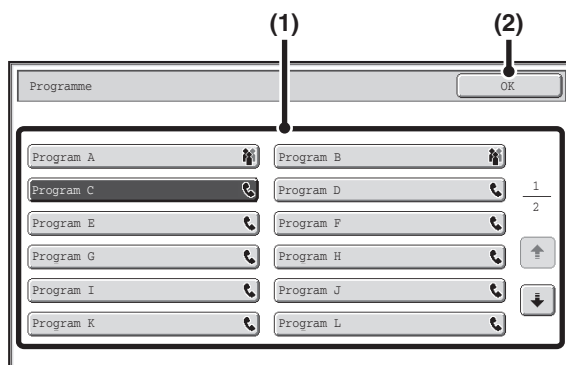 (1) (2)
Programme OK
Program A Program B
Program C Program D
1
Program E Program F
2
Program G Program H
Program I Program J
Program K Program L